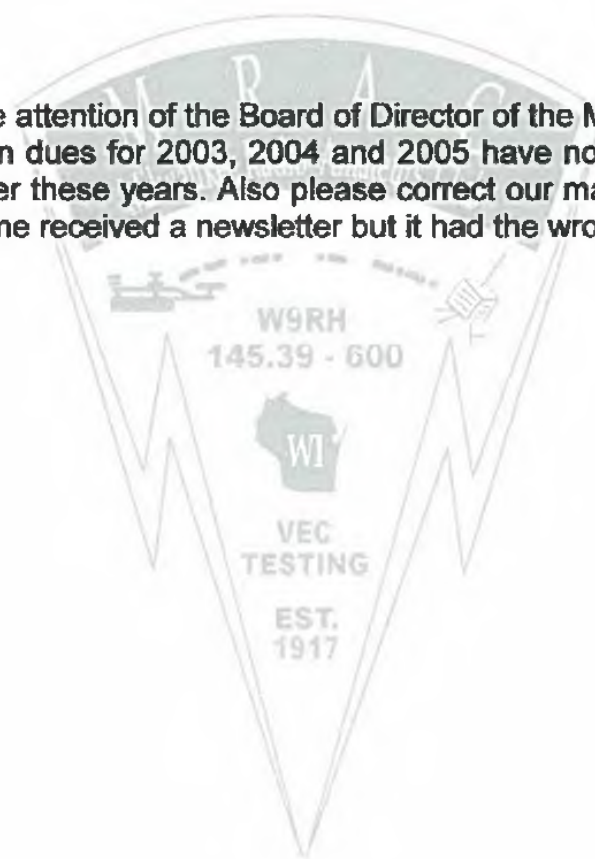 M R A C
e attention of the Board of Director of the M
n dues for 2003, 2004 and 2005 have no
er these years. Also please correct our ma
ne received a newsletter but it had the wro
W9RH
145.39 - 600
WI
VEC
TESTING
EST.
1917